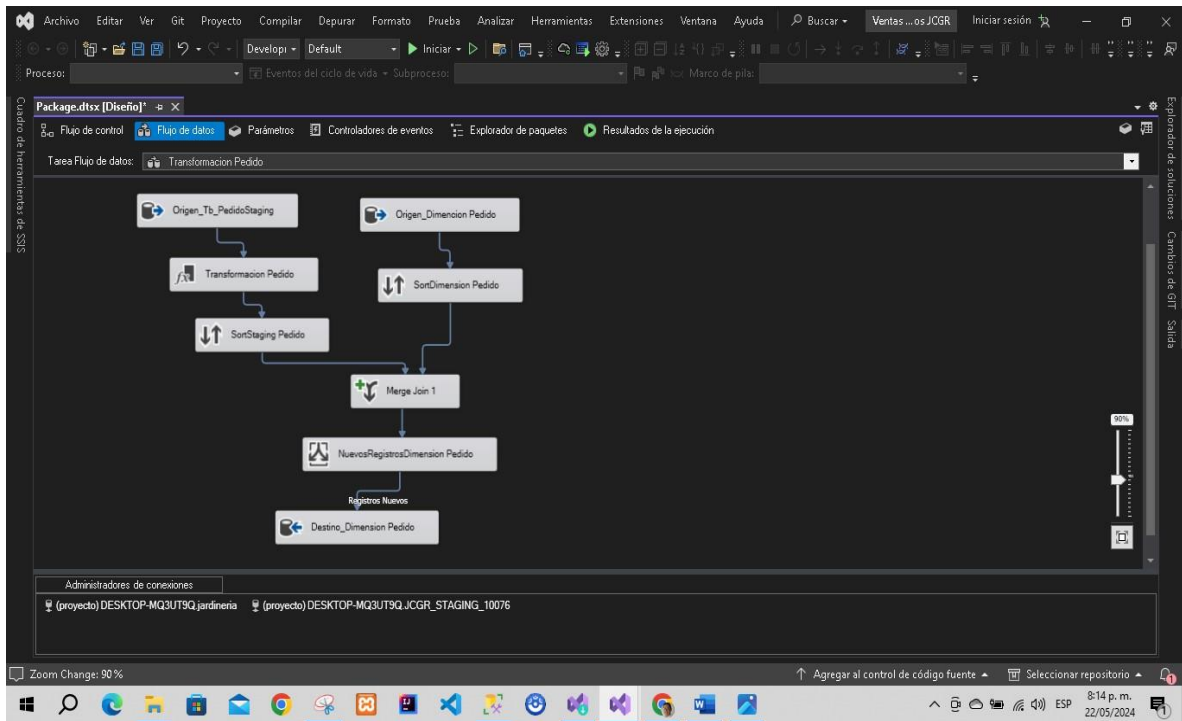 Archivo Editar Ver Git Proyecto Compilar Depurar Formato Prueba Analizar Herramientas Extensiones Ventana Ayuda Buscar Ventas ...os JCGR Iniciar sesión
Developi Default Iniciar
Proceso: Eventos del ciclo de vida Subproceso: Marco de pila:
Package.dtsx [Diseño]*
Flujo de control Flujo de datos Parámetros Controladores de eventos Explorador de paquetes Resultados de la ejecución
Tarea Flujo de datos: Transformacion Pedido
Cuadro de herramientas de SSIS
Explorador de soluciones Cambios de GIT Salida
Origen_Tb_PedidoStaging
Origen_Dimencion Pedido
Transformacion Pedido
SortDimension Pedido
SortStaging Pedido
Merge Join 1
NuevosRegistrosDimension Pedido
Registros Nuevos
Destino_Dimension Pedido
90%
Administradores de conexiones
(proyecto) DESKTOP-MQ3UT9Q.jardineria (proyecto) DESKTOP-MQ3UT9Q.JCGR_STAGING_10076
Zoom Change: 90% Agregar al control de código fuente Seleccionar repositorio
ESP
8:14 p. m.
22/05/2024